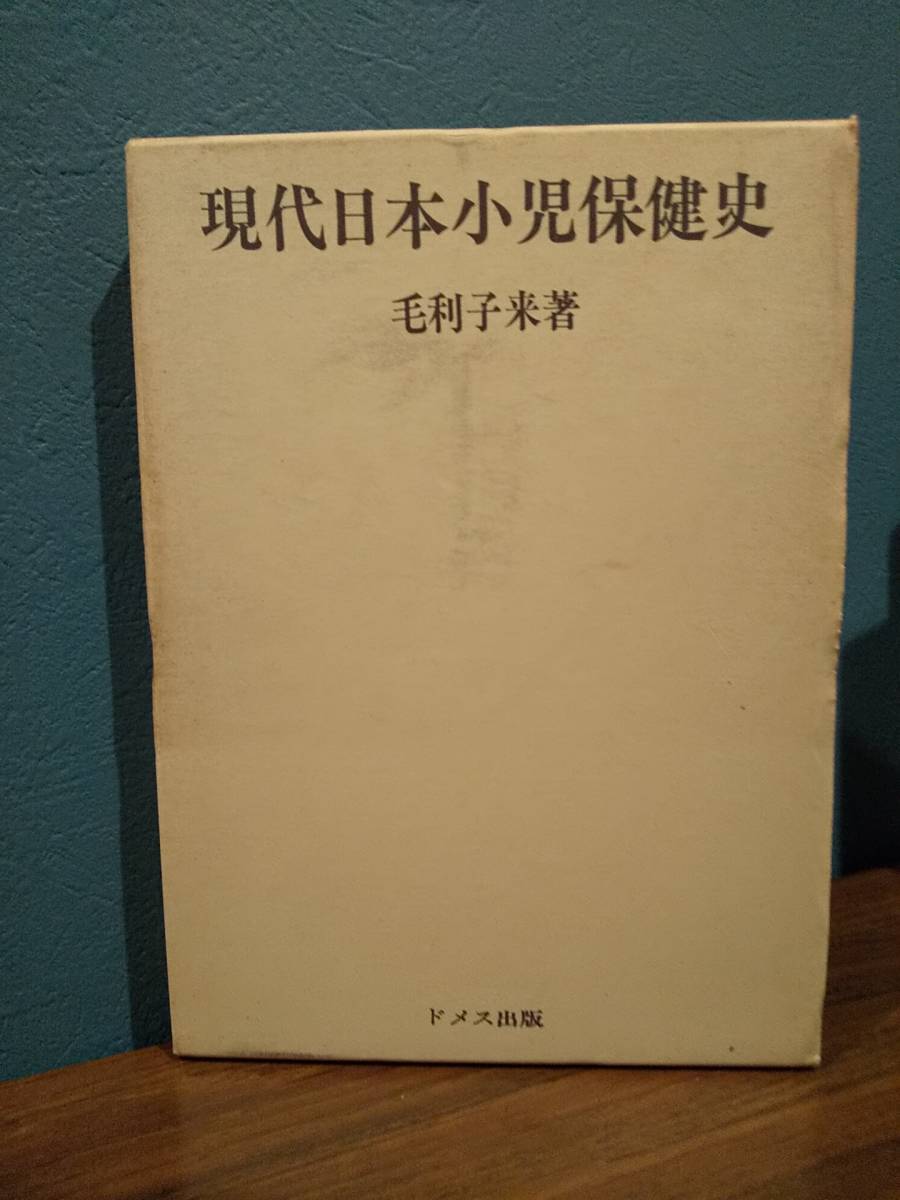 現代日本小児保健史
毛利子来著
ドメス出版